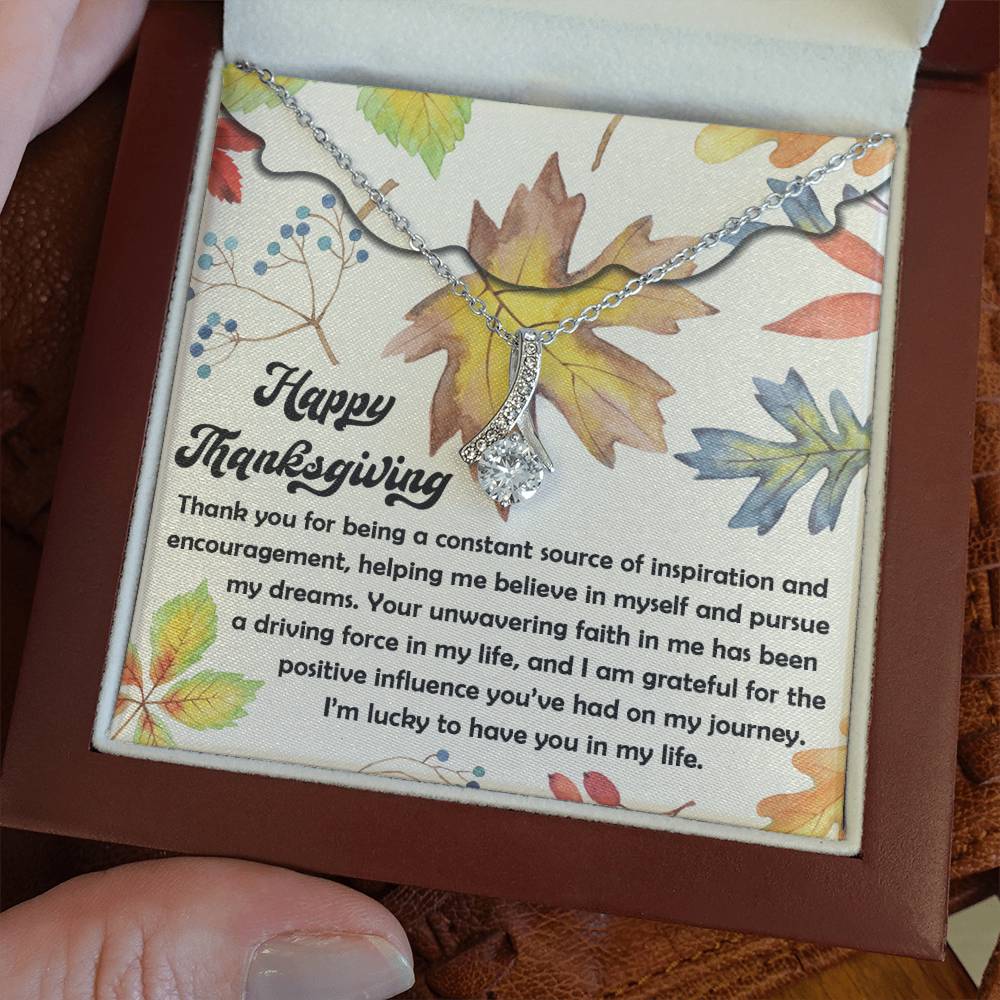 Happy
Thanksgiving
Thank you for being a constant source of inspiration and
encouragement, helping me believe in myself and pursue
my dreams. Your unwavering faith in me has been
a driving force in my life, and I am grateful for the
positive influence you’ve had on my journey.
I’m lucky to have you in my life.